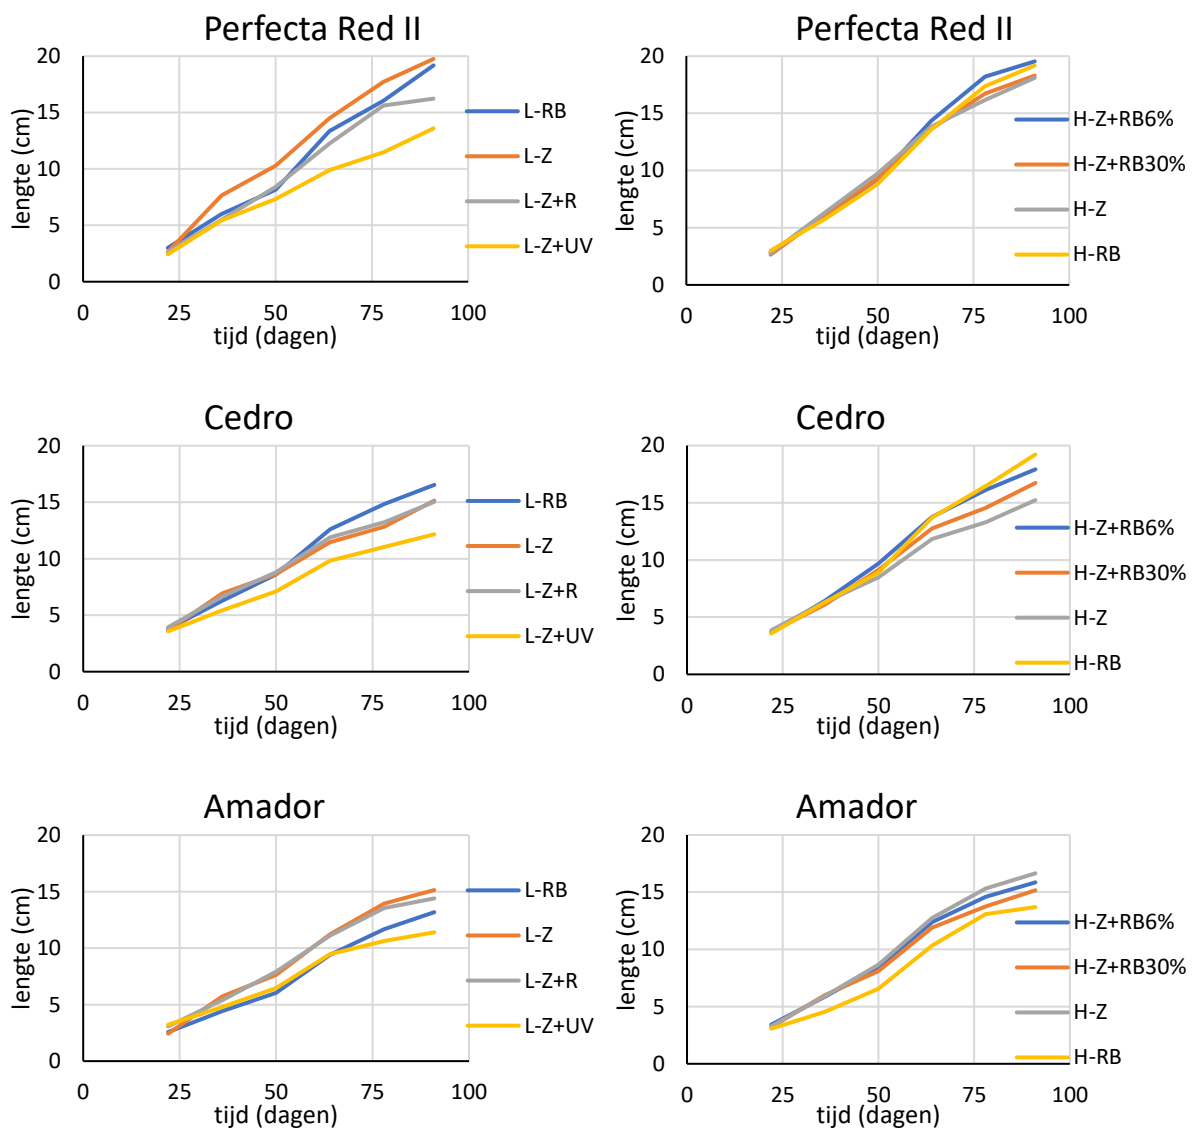 Perfecta Red II
20
15
10
5
0
lengte (cm)
0 25 50 75 100
tijd (dagen)
L-RB
L-Z
L-Z+R
L-Z+UV
Perfecta Red II
20
15
10
5
0
lengte (cm)
0 25 50 75 100
tijd (dagen)
H-Z+RB6%
H-Z+RB30%
H-Z
H-RB
Cedro
20
15
10
5
0
lengte (cm)
0 25 50 75 100
tijd (dagen)
L-RB
L-Z
L-Z+R
L-Z+UV
Cedro
20
15
10
5
0
lengte (cm)
0 25 50 75 100
tijd (dagen)
H-Z+RB6%
H-Z+RB30%
H-Z
H-RB
Amador
20
15
10
5
0
lengte (cm)
0 25 50 75 100
tijd (dagen)
L-RB
L-Z
L-Z+R
L-Z+UV
Amador
20
15
10
5
0
lengte (cm)
0 25 50 75 100
tijd (dagen)
H-Z+RB6%
H-Z+RB30%
H-Z
H-RB